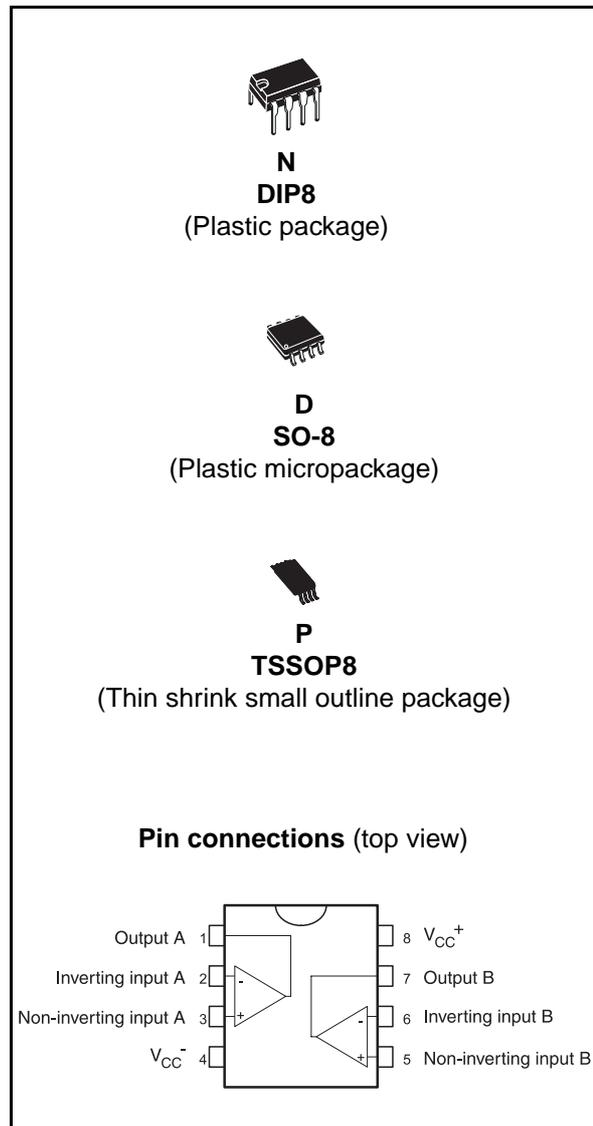 N
DIP8
(Plastic package)
D
SO-8
(Plastic micropackage)
P
TSSOP8
(Thin shrink small outline package)
Pin connections (top view)
Output A 1
Inverting input A 2
Non-inverting input A 3
VCC- 4
8 VCC+
7 Output B
6 Inverting input B
5 Non-inverting input B
-
+
-
+